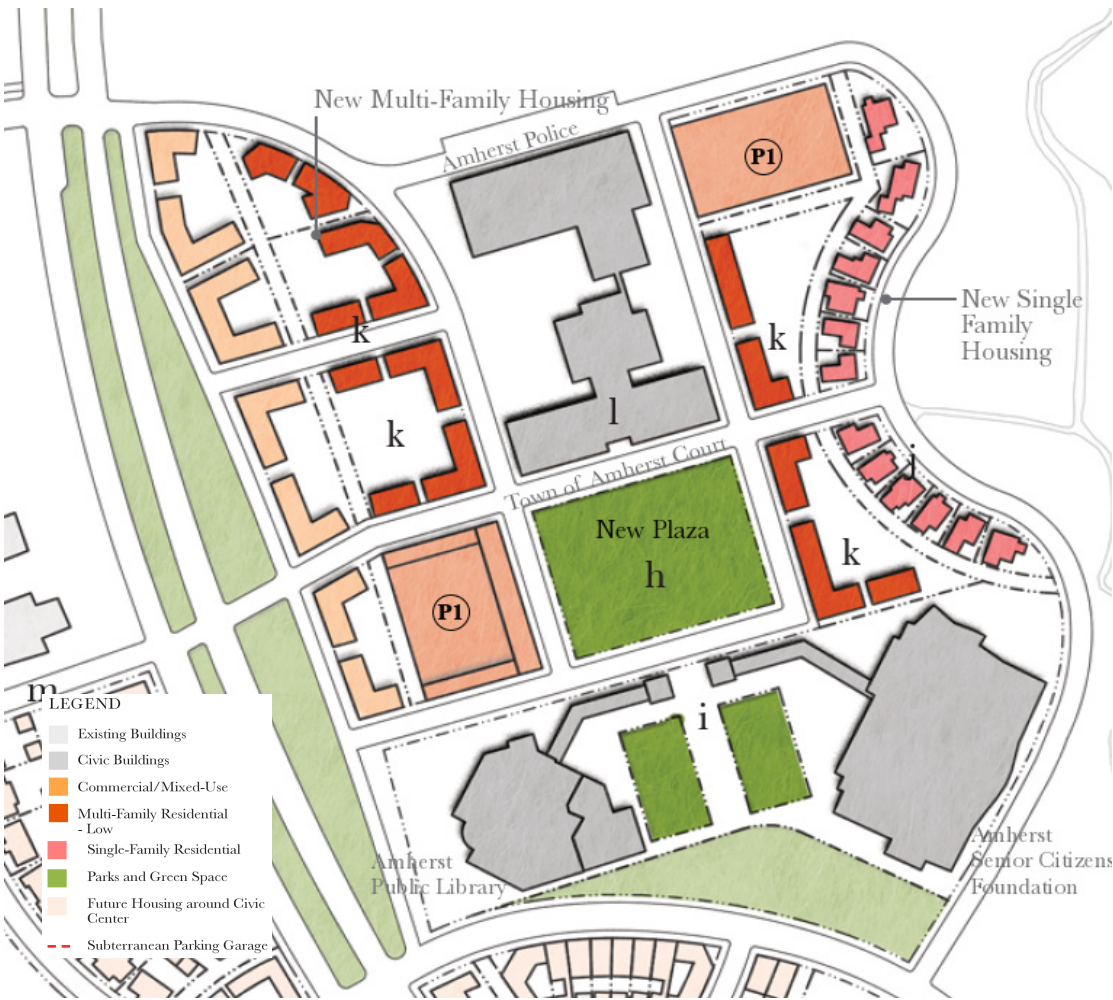 New Multi-Family Housing
Amherst Police
P1
k
k
New Single
Family
Housing
k
l
j
Town of Amherst Court
New Plaza
h
k
P1
m
i
LEGEND
Existing Buildings
Civic Buildings
Commercial/Mixed-Use
Multi-Family Residential
- Low
Single-Family Residential
Parks and Green Space
Future Housing around Civic
Center
Subterranean Parking Garage
Amherst
Public Library
Amherst
Senior Citizens
Foundation